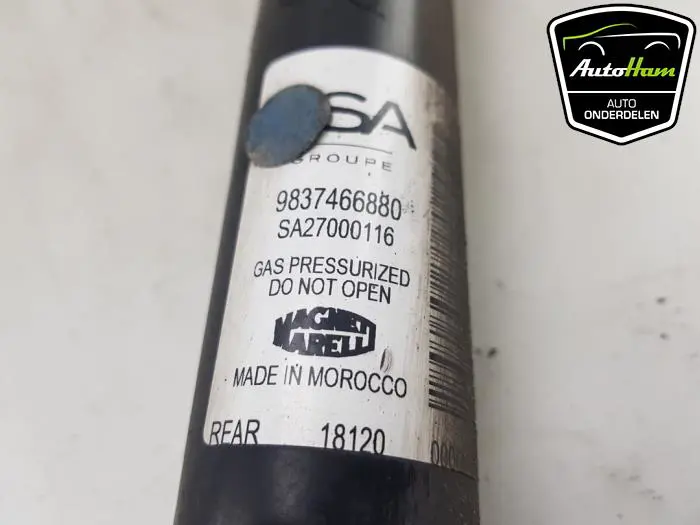 SA
GROUPE
9837466880
SA27000116
GAS PRESSURIZED
DO NOT OPEN
MAGNETI
MARELLI
MADE IN MOROCCO
REAR 18120
AutoHam
AUTO
ONDERDELEN